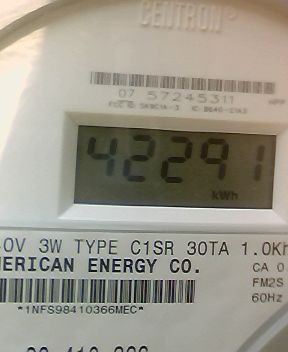 CENTRON®
07 57245311
42291
kWh
0V 3W TYPE C1SR 30TA 1.0Kh
MERICAN ENERGY CO.
CA 0.
FM2S
60Hz
*1NFS98410366MEC*